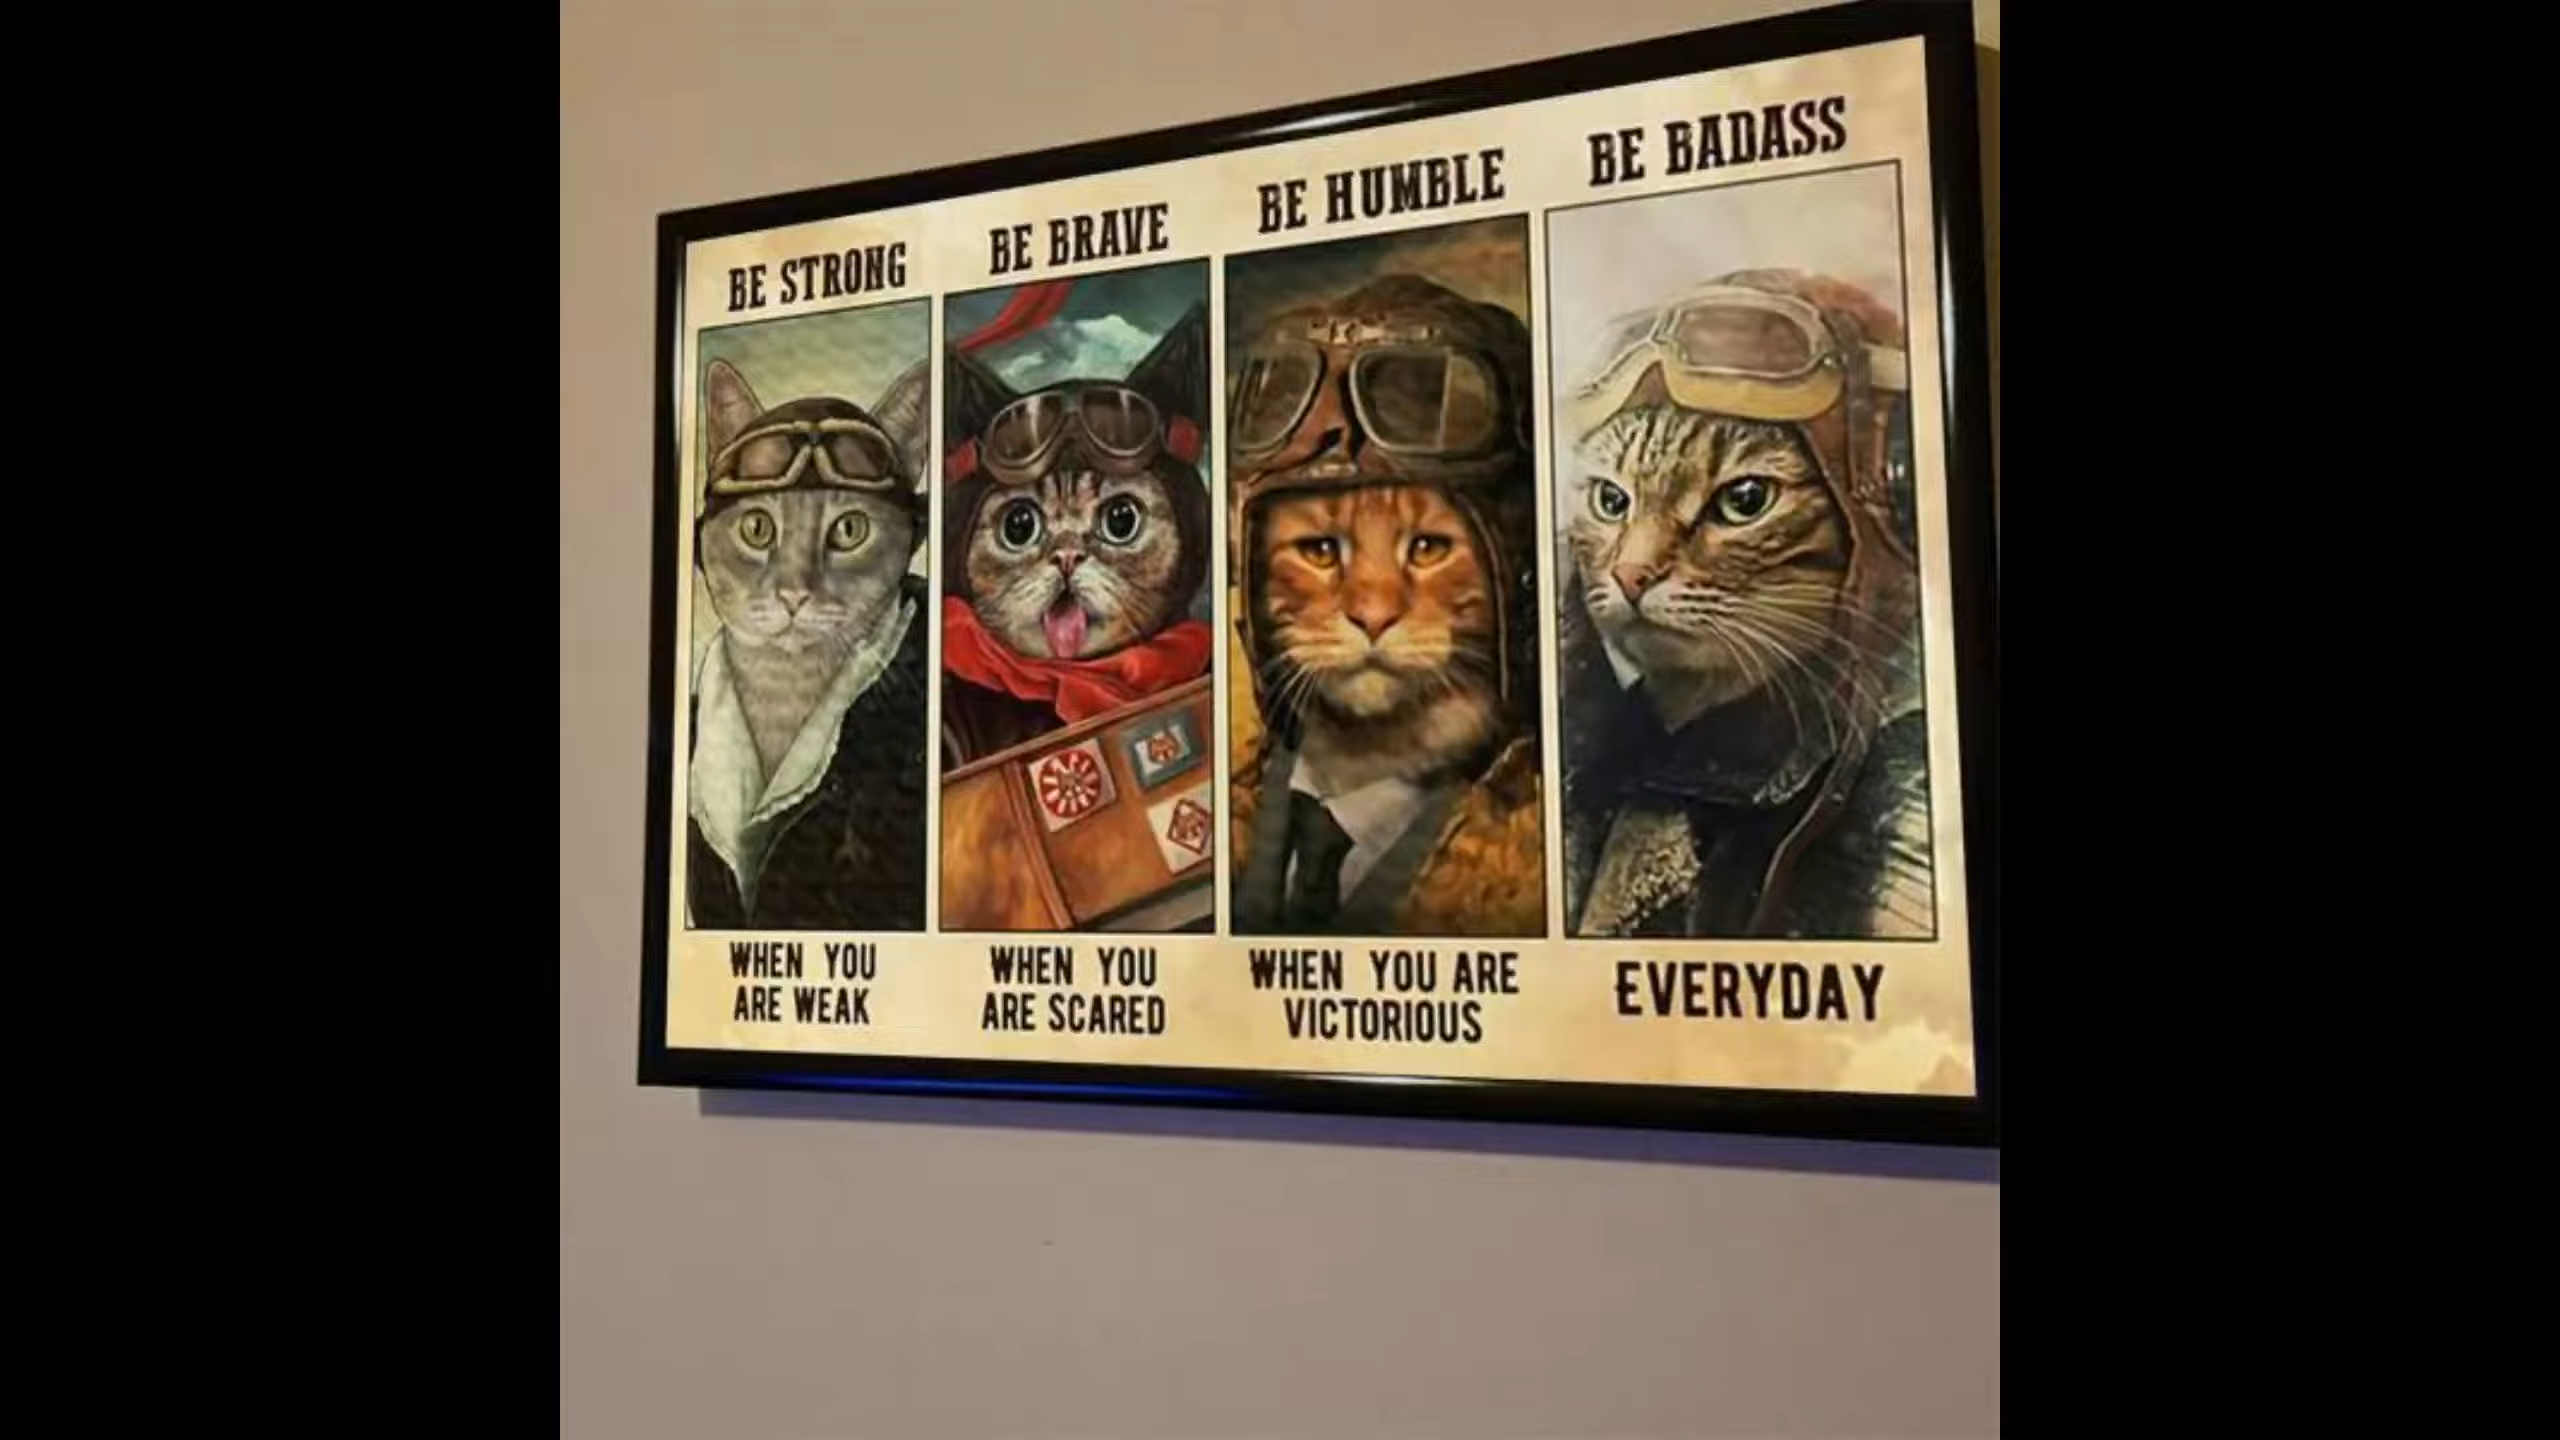 BE STRONG
WHEN YOU
ARE WEAK
BE BRAVE
WHEN YOU
ARE SCARED
BE HUMBLE
WHEN YOU ARE
VICTORIOUS
BE BADASS
EVERYDAY